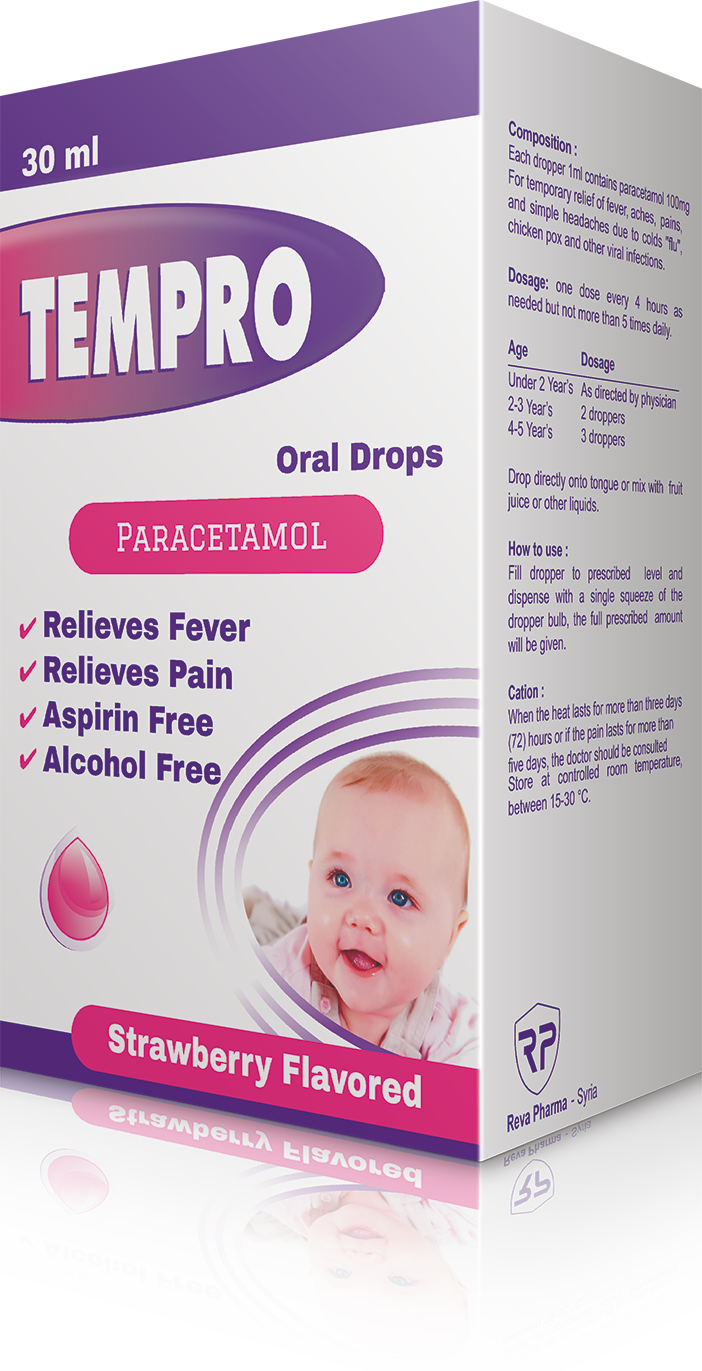 30 ml
TEMPRO
Oral Drops
PARACETAMOL
Relieves Fever
Relieves Pain
Aspirin Free
Alcohol Free
Strawberry Flavored
Composition :
Each dropper 1ml contains paracetamol 100mg
For temporary relief of fever, aches, pains,
and simple headaches due to colds "flu",
chicken pox and other viral infections.
Dosage: one dose every 4 hours as
needed but not more than 5 times daily.
Age Dosage
Under 2 Year's As directed by physician
2-3 Year's 2 droppers
4-5 Year's 3 droppers
Drop directly onto tongue or mix with fruit
juice or other liquids.
How to use :
Fill dropper to prescribed level and
dispense with a single squeeze of the
dropper bulb, the full prescribed amount
will be given.
Cation :
When the heat lasts for more than three days
(72) hours or if the pain lasts for more than
five days, the doctor should be consulted
Store at controlled room temperature,
between 15-30 °C.
RP
Reva Pharma - Syria